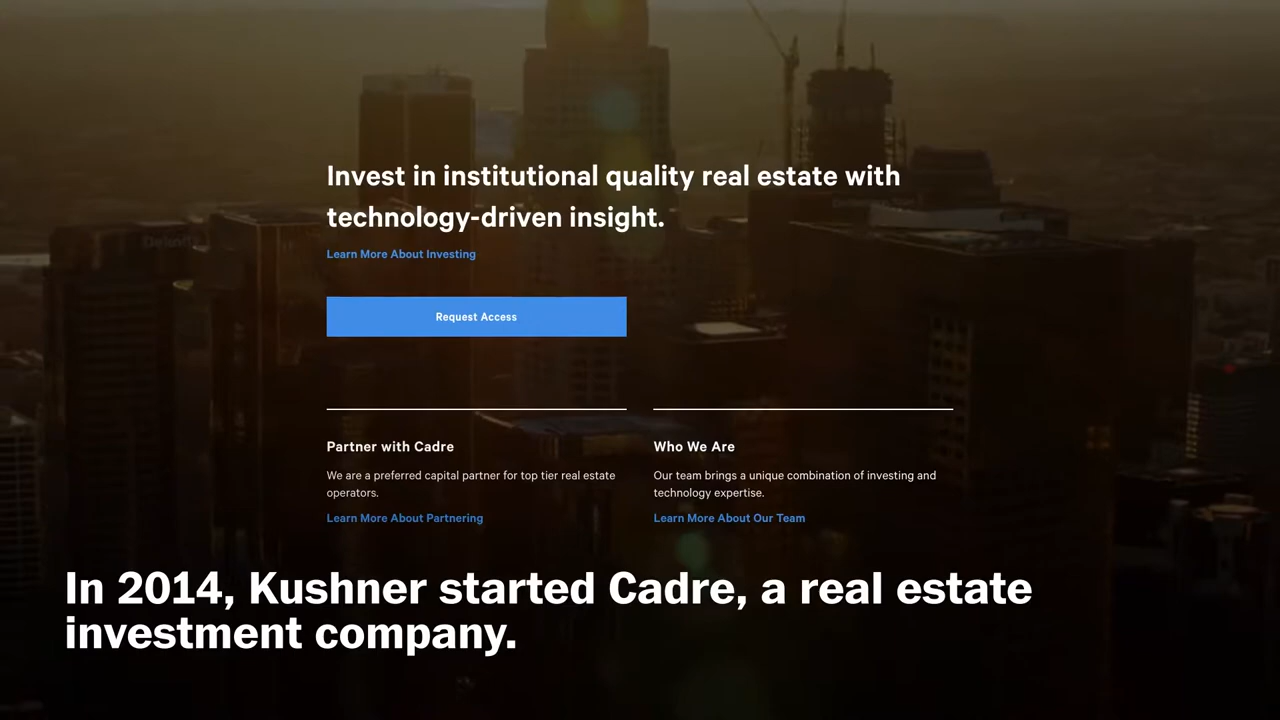 Invest in institutional quality real estate with
technology-driven insight.
Learn More About Investing
Request Access
Partner with Cadre
We are a preferred capital partner for top tier real estate
operators.
Learn More About Partnering
Who We Are
Our team brings a unique combination of investing and
technology expertise.
Learn More About Our Team
In 2014, Kushner started Cadre, a real estate
investment company.